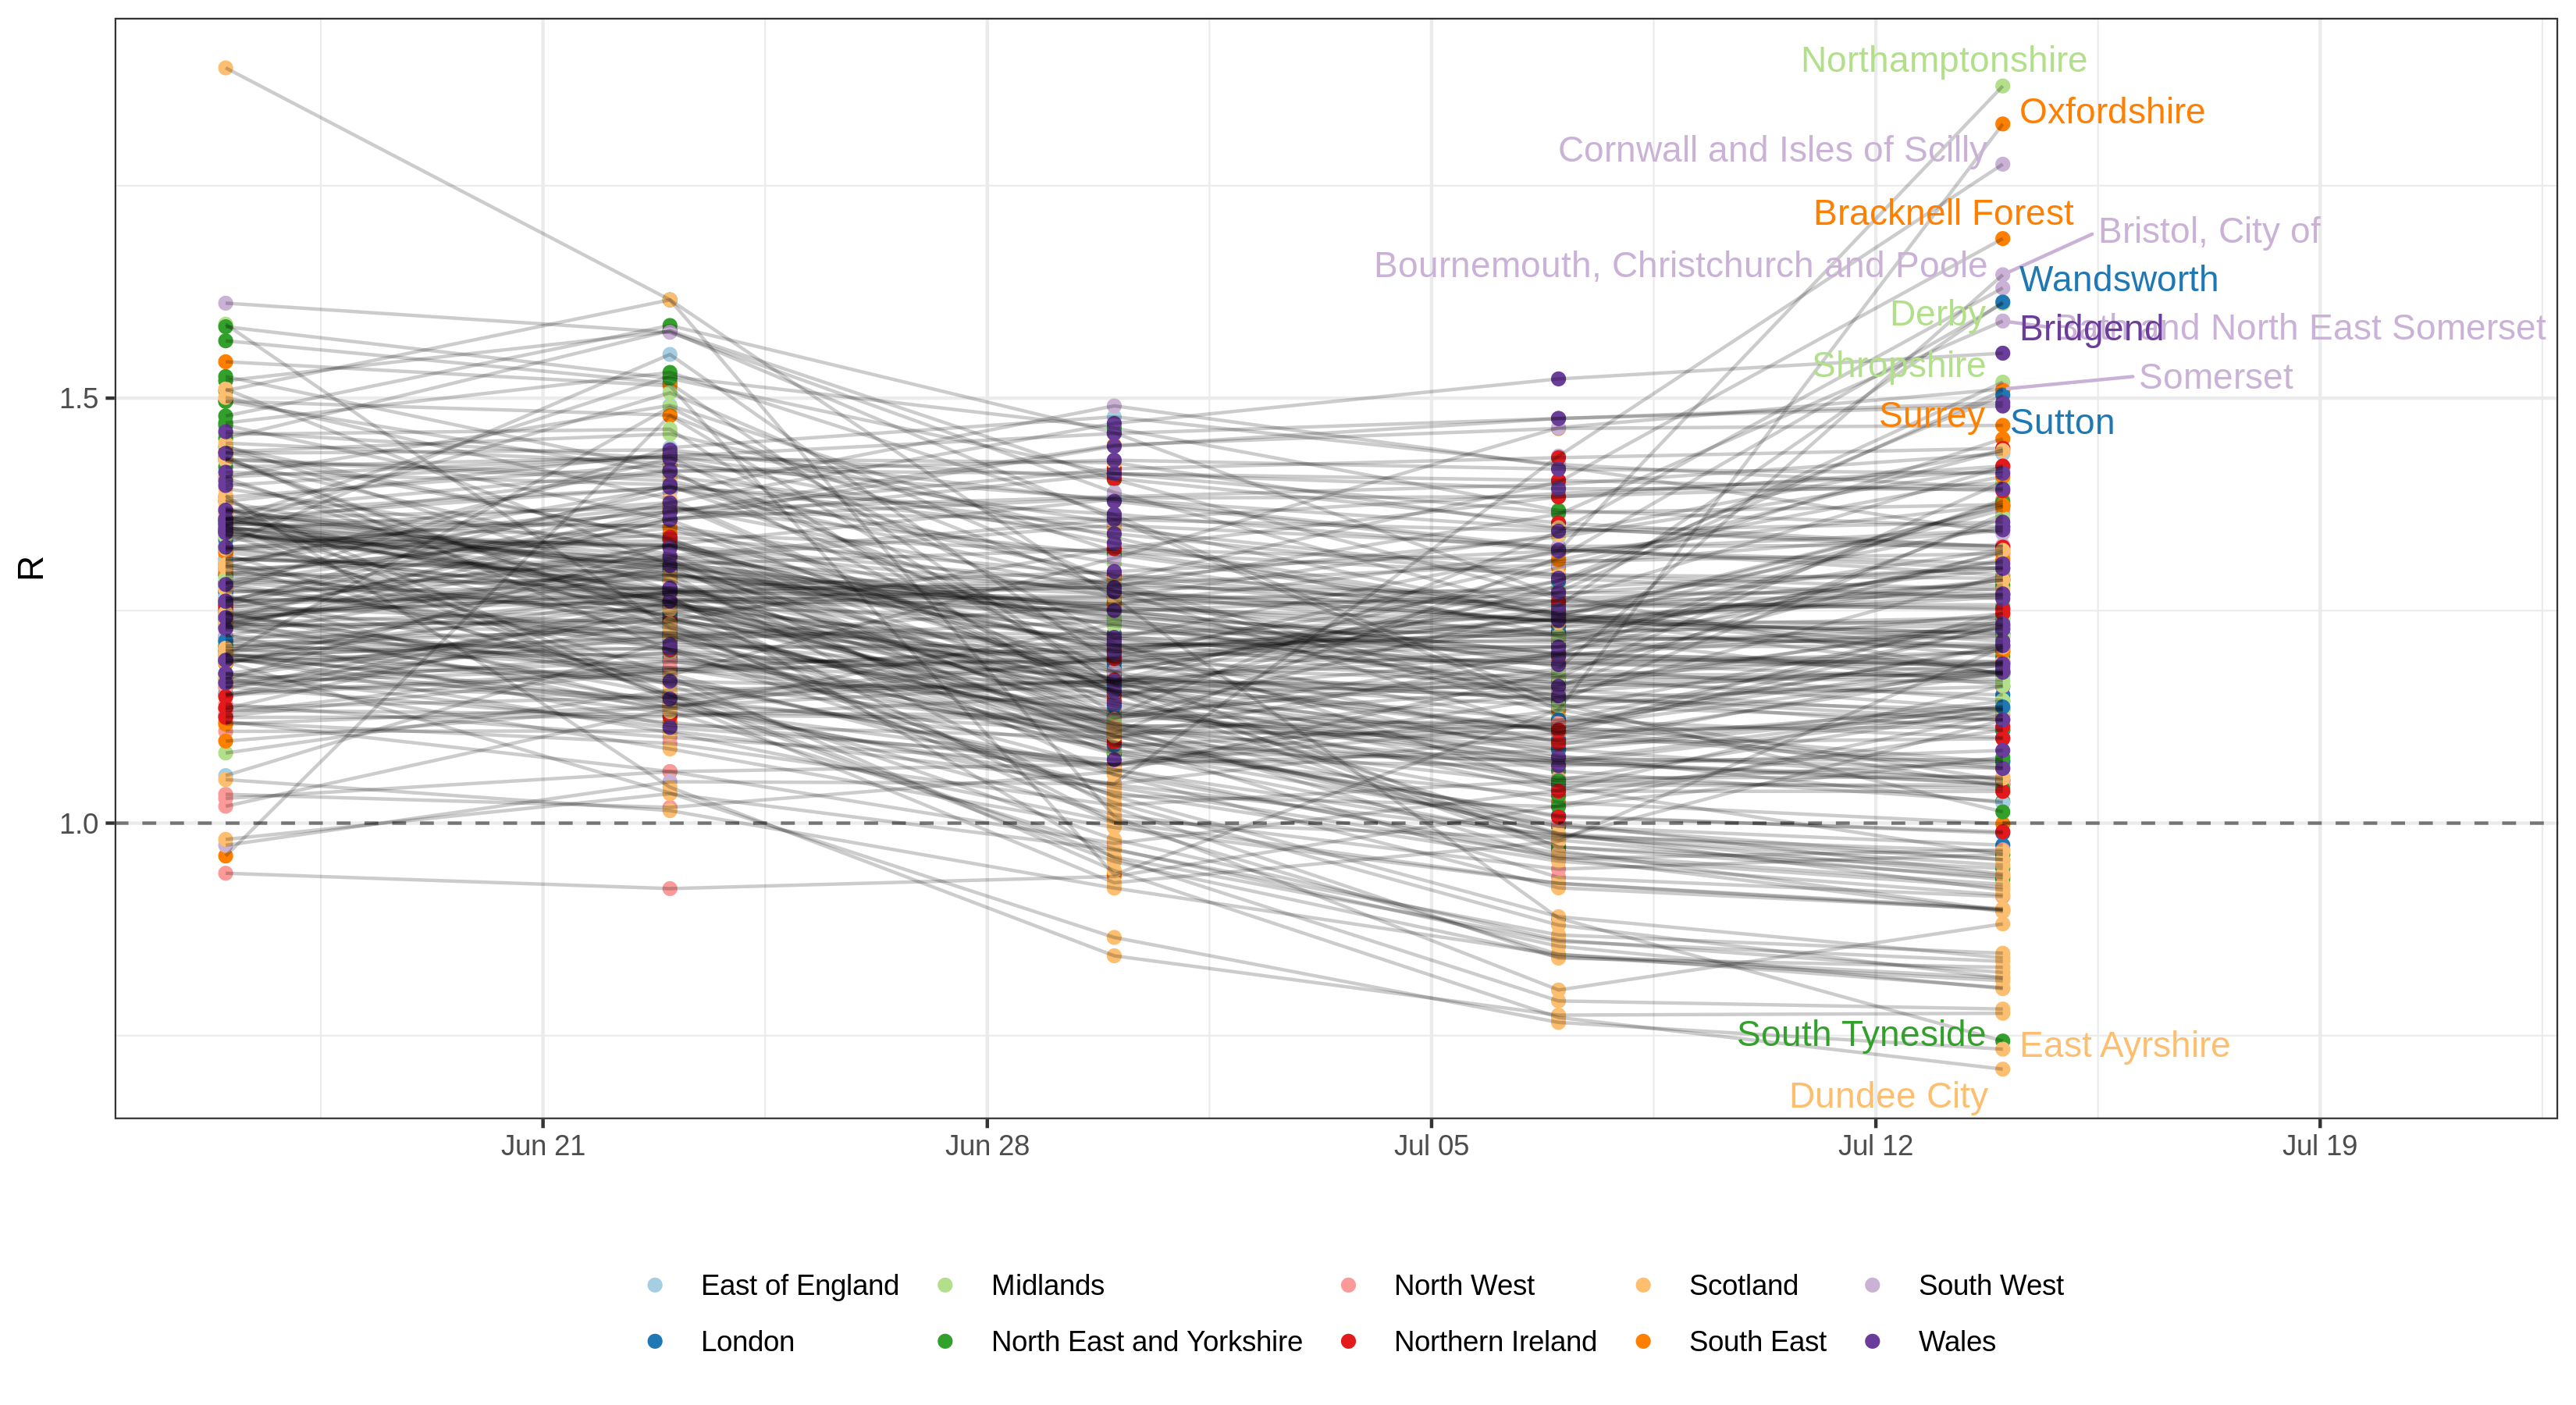 Northamptonshire
Oxfordshire
Cornwall and Isles of Scilly
Bracknell Forest
Bristol, City of
Bournemouth, Christchurch and Poole
Wandsworth
Derby
Bridgend
Bath and North East Somerset
Shropshire
Somerset
Surrey
Sutton
1.5
R
1.0
South Tyneside
East Ayrshire
Dundee City
Jun 21 Jun 28 Jul 05 Jul 12 Jul 19
East of England Midlands North West Scotland South West
London North East and Yorkshire Northern Ireland South East Wales